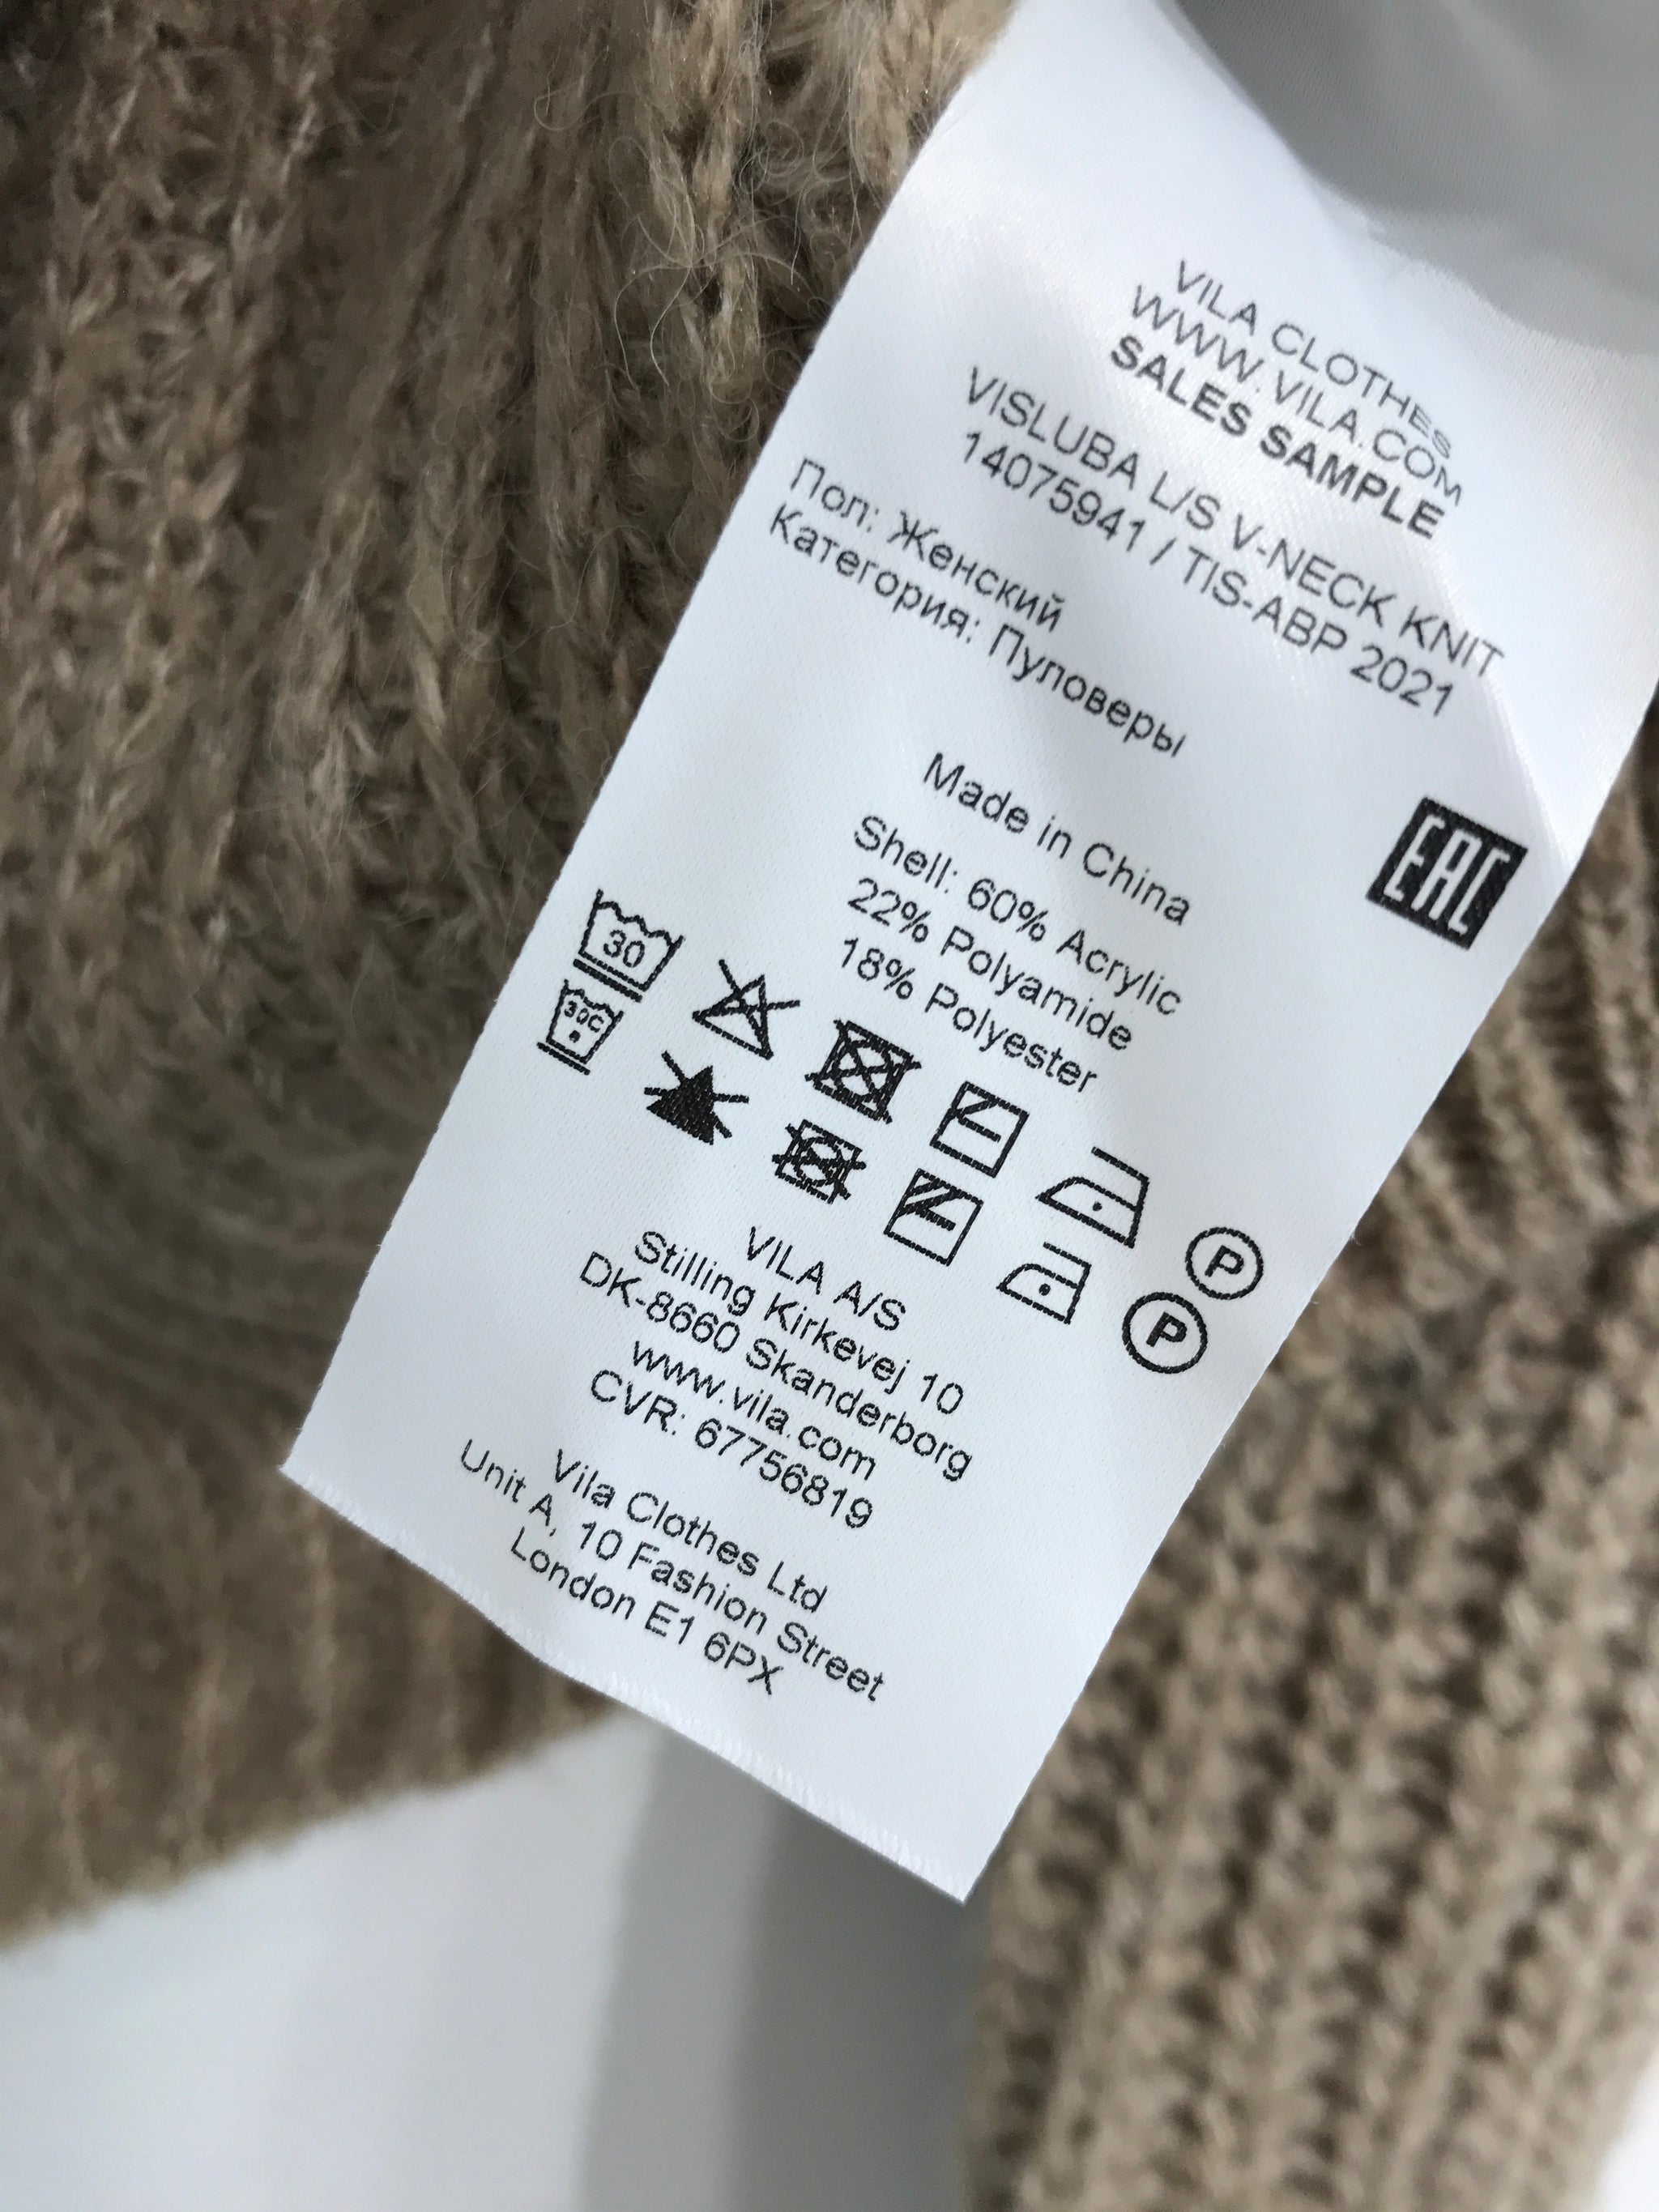 VILA CLOTHES
WWW.VILA.COM
SALES SAMPLE
VISLUBA L/S V-NECK KNIT
14075941 / TIS-ABP 2021
Пол: Женский
Категория: Пуловеры
Made in China
EAC
Shell: 60% Acrylic
22% Polyamide
18% Polyester
30
P
30C
P
VILA A/S
Stilling Kirkevej 10
DK-8660 Skanderborg
www.vila.com
CVR: 67756819
Vila Clothes Ltd
Unit A, 10 Fashion Street
London E1 6PX